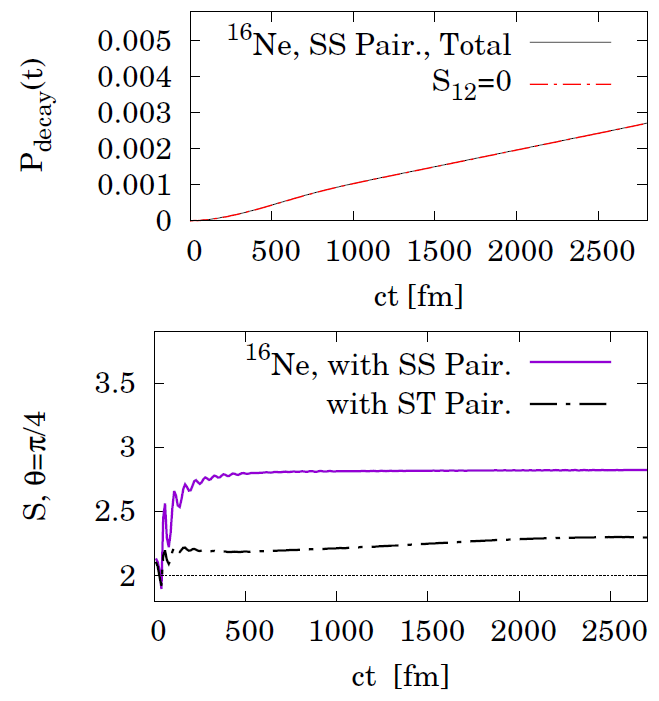 P_decay(t)
0.005
0.004
0.003
0.002
0.001
0
^16Ne, SS Pair., Total
S_12=0
0 500 1000 1500 2000 2500
ct [fm]
S, θ=π/4
3.5
3
2.5
2
^16Ne, with SS Pair.
with ST Pair.
0 500 1000 1500 2000 2500
ct [fm]